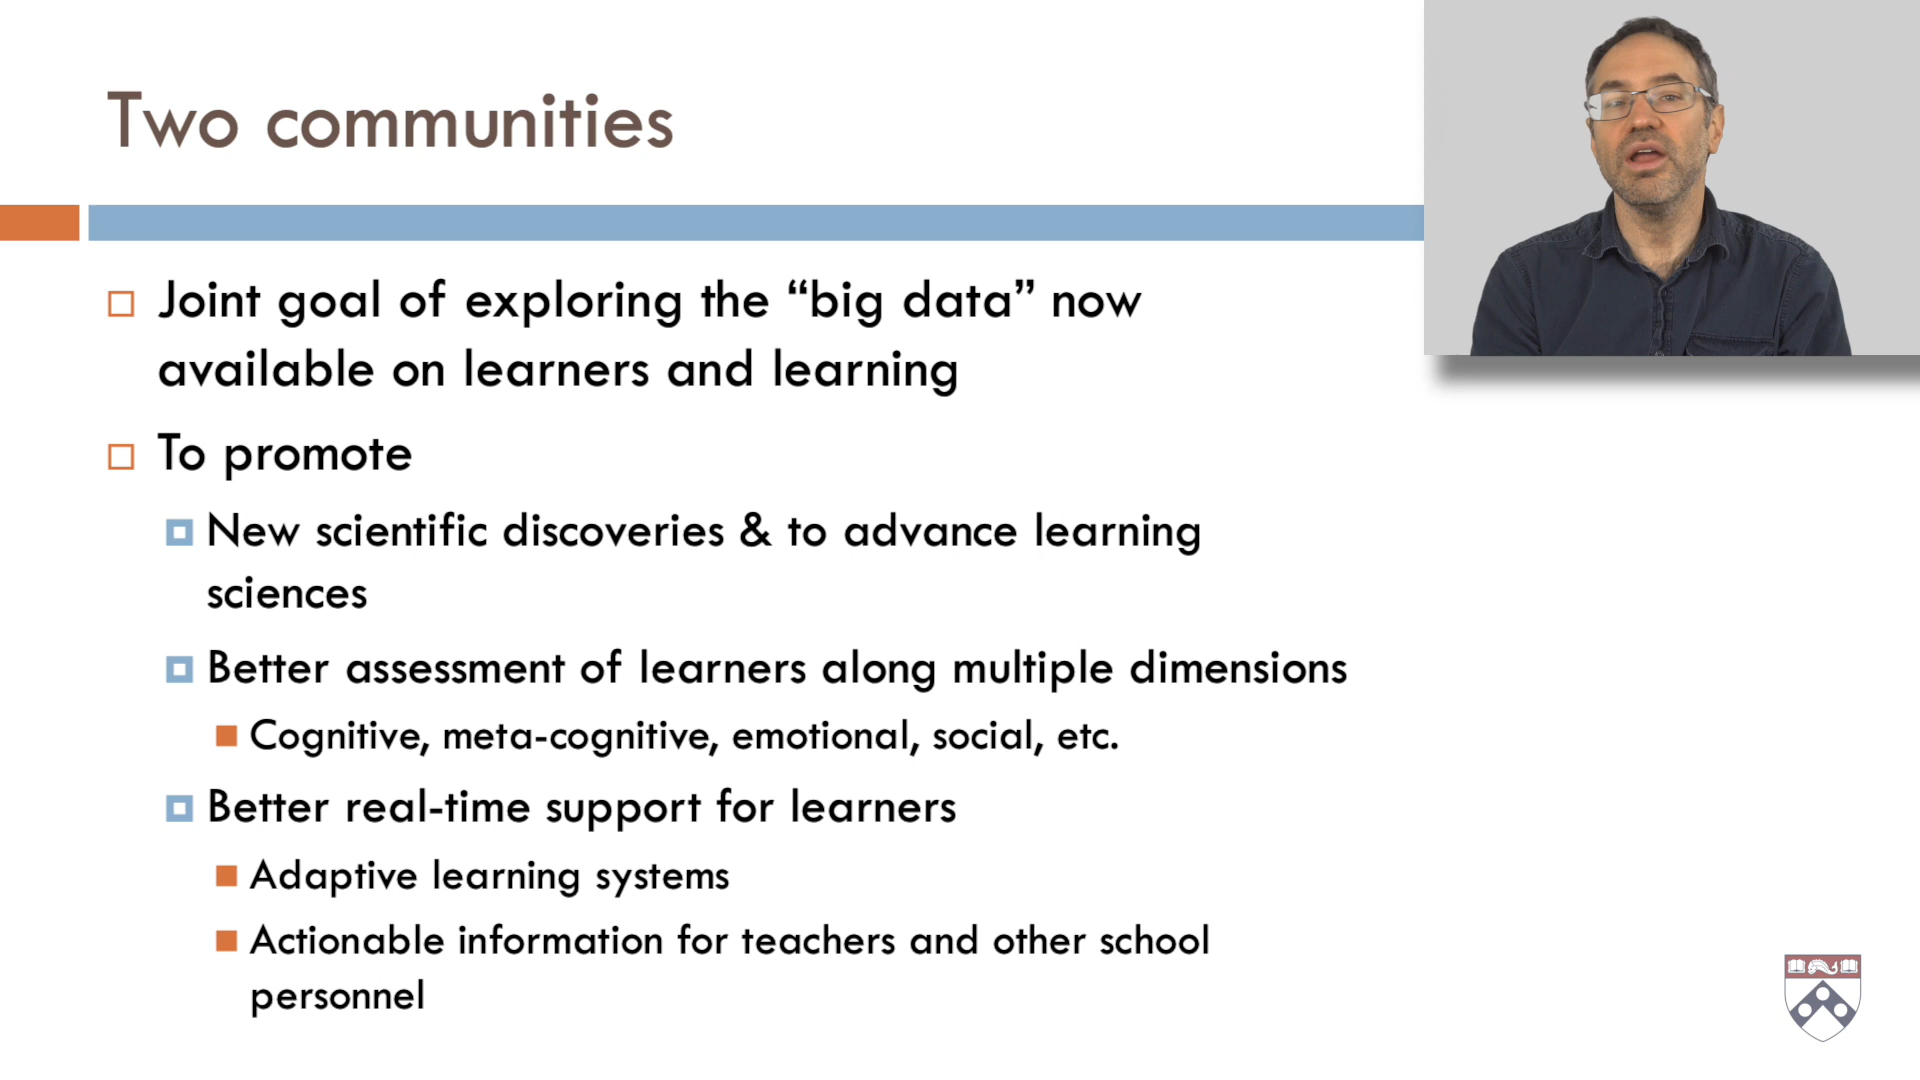 Two communities
Joint goal of exploring the “big data” now
available on learners and learning
To promote
New scientific discoveries & to advance learning
sciences
Better assessment of learners along multiple dimensions
Cognitive, meta-cognitive, emotional, social, etc.
Better real-time support for learners
Adaptive learning systems
Actionable information for teachers and other school
personnel